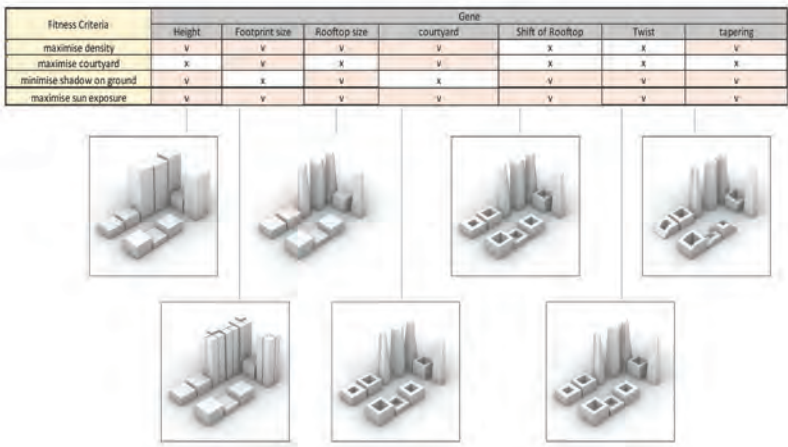 Fitness Criteria Gene
Height Footprint size Rooftop size courtyard Shift of Rooftop Twist tapering
maximise density v v v v x x v
maximise courtyard x v x v x x x
minimise shadow on ground v x v x v v v
maximise sun exposure v v v v v v v